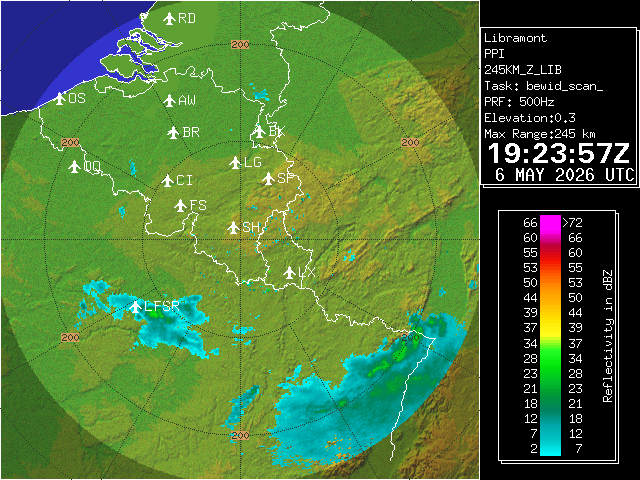 RD
200
OS
AW
BR
BK
200
200
QQ
LG
CI
SP
FS
SH
LX
LFSR
200
200
200
Librament
PPI
245KM_Z_LIB
Task: bewid_scan_
PRF: 500Hz
Elevation:0.3
Max Range:245 km
19:23:57Z
6 MAY 2026 UTC
66 >72
60 66
55 60
53 55
50 53
44 50
39 44
37 39
34 37
28 34
23 28
21 23
18 21
12 18
7 12
2 7
Reflectivity in dBZ